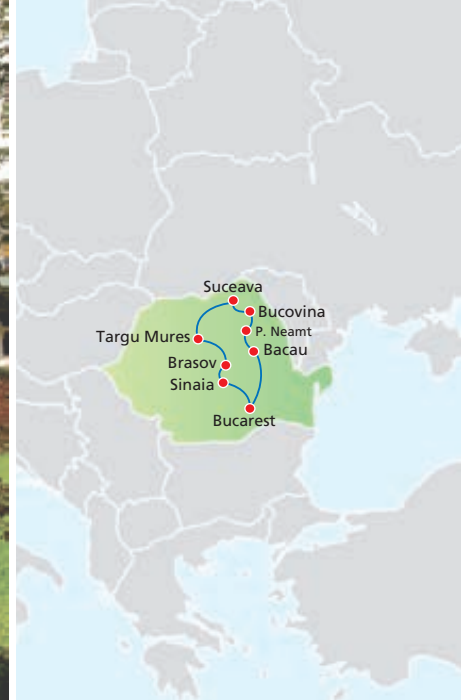 Suceava
Bucovina
Targu Mures
P. Neamt
Bacau
Brasov
Sinaia
Bucarest